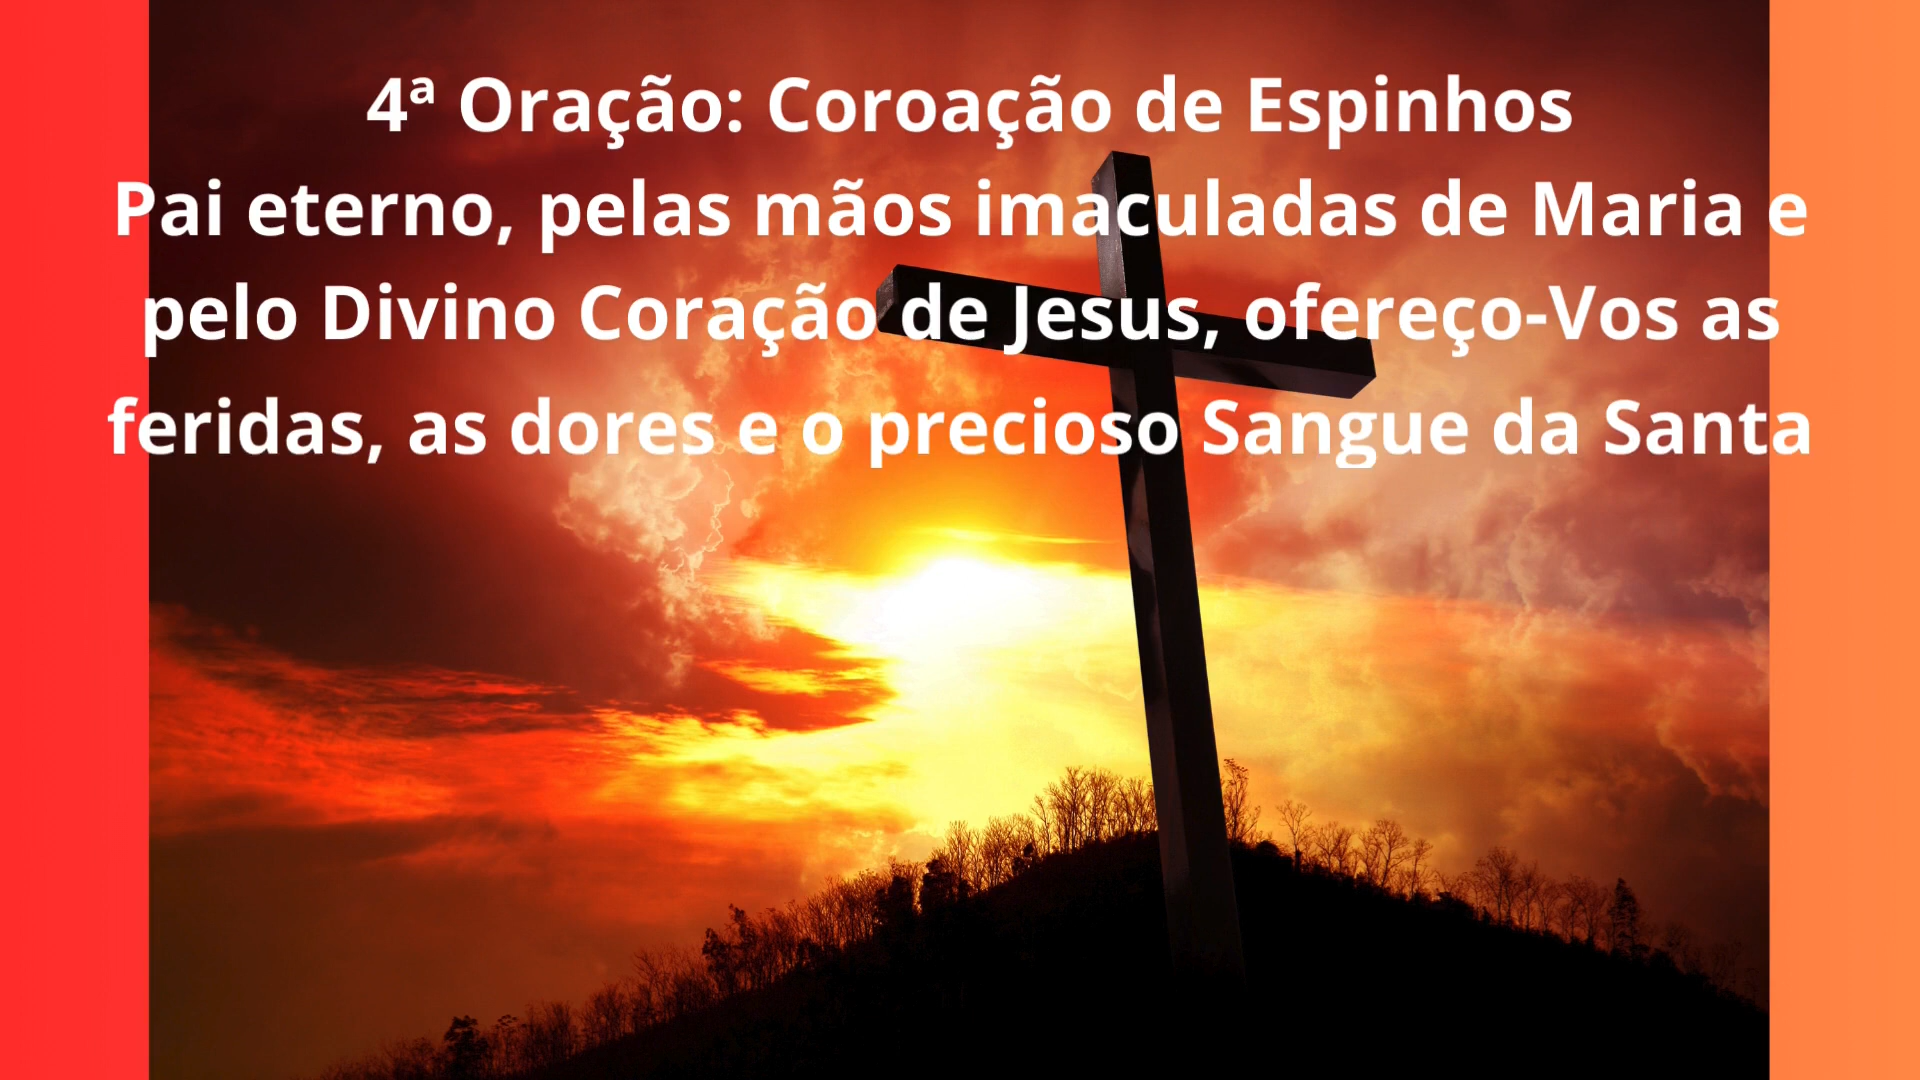 4ª Oração: Coroação de Espinhos
Pai eterno, pelas mãos imaculadas de Maria e
pelo Divino Coração de Jesus, ofereço-Vos as
feridas, as dores e o precioso Sangue da Santa